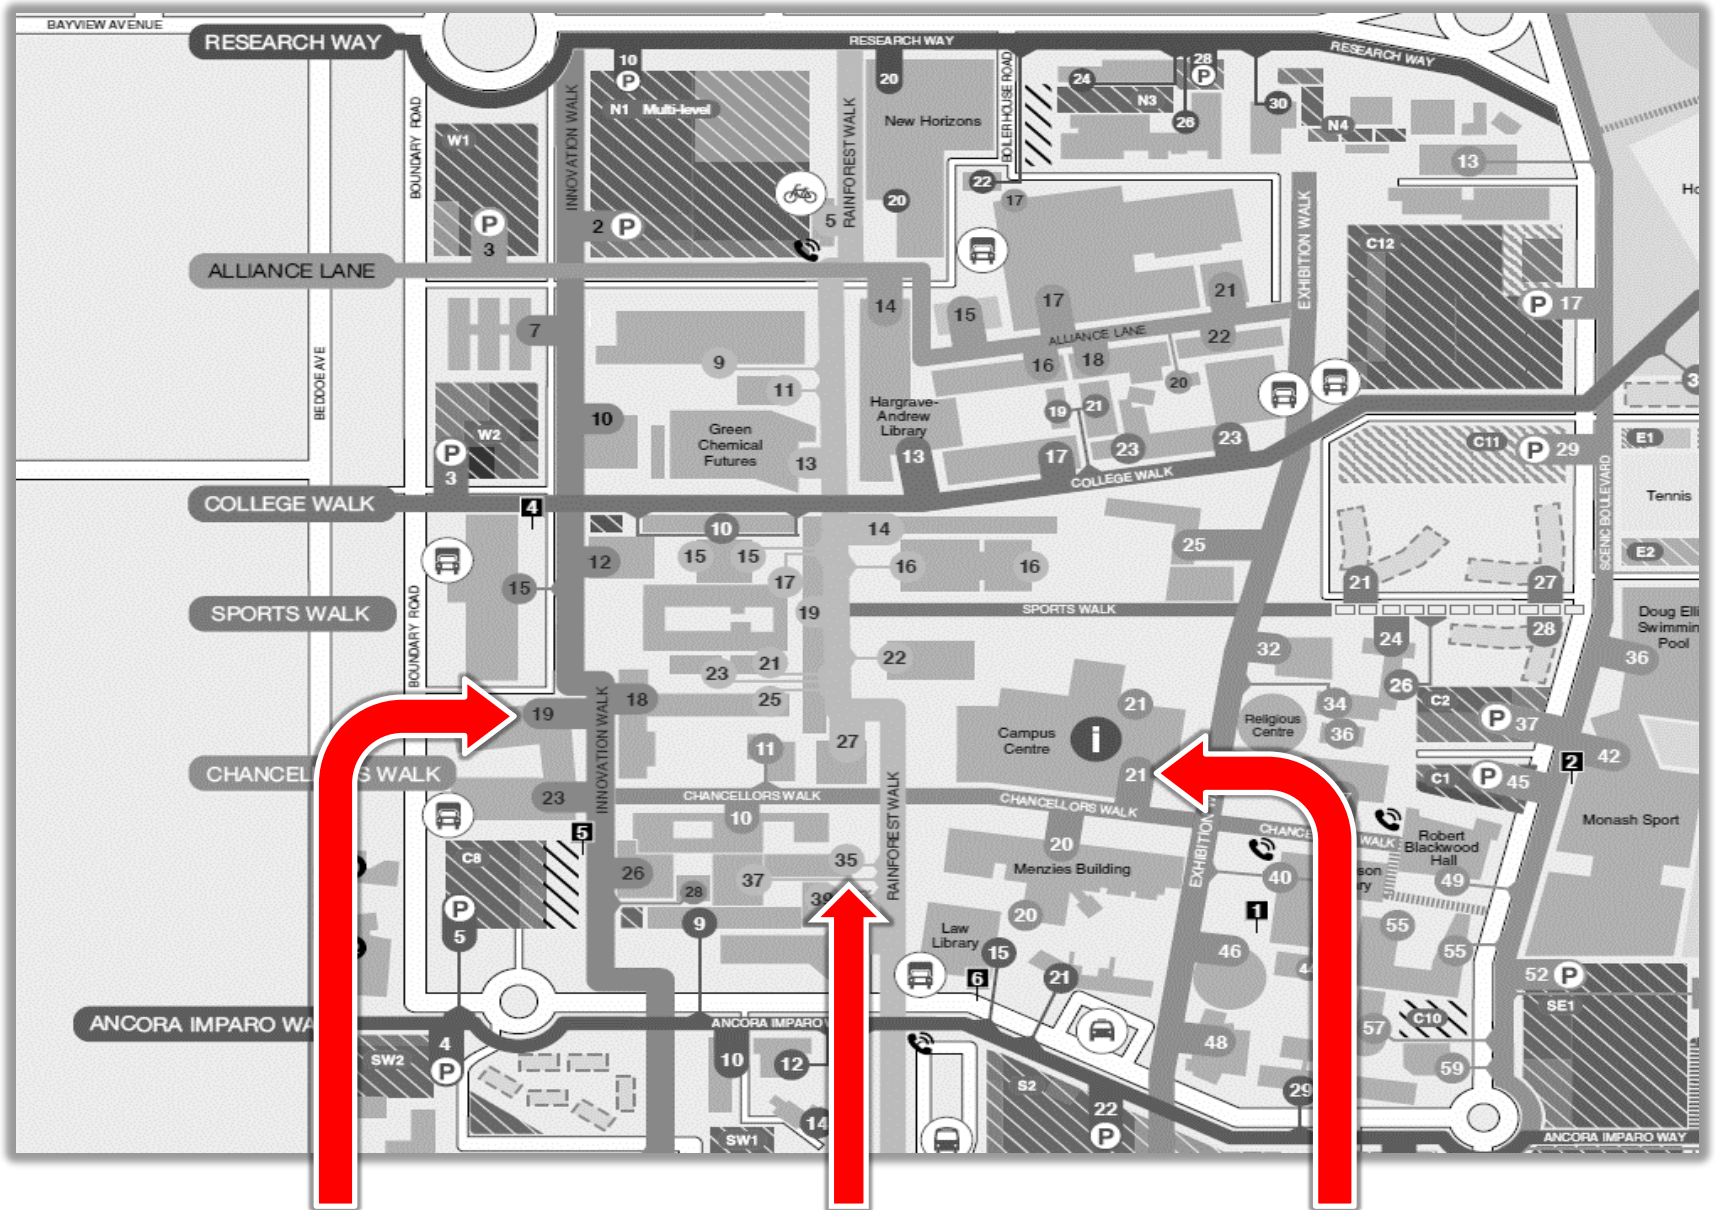 BAYVIEW AVENUE
RESEARCH WAY
RESEARCH WAY
RESEARCH WAY
10
P
N1 Multi-level
20
New Horizons
BOILER HOUSE ROAD
24
28
P
N3
26
30
N4
13
W1
BOUNDARY ROAD
INNOVATION WALK
RAINFOREST WALK
P
3
2 P
5
20
22
17
EXHIBITION WALK
C12
P 17
ALLIANCE LANE
14
15
17
21
ALLIANCE LANE
22
7
9
11
16
18
20
BEDDOE AVE
10
W2
P
3
Green
Chemical
Futures
13
Hargrave-
Andrew
Library
13
19
21
17
23
23
C11
P 29
E1
COLLEGE WALK
COLLEGE WALK
SCENIC BOULEVARD
Tennis
4
10
14
12
15
15
16
16
25
E2
15
17
21
27
BOUNDARY ROAD
SPORTS WALK
19
SPORTS WALK
Doug Elli
Swimmin
Pool
24
28
32
36
21
22
23
26
18
25
21
34
C2
P 37
19
INNOVATION WALK
11
27
Campus
Centre
i
Religious
Centre
36
42
2
CHANCELLORS WALK
21
C1
P 45
23
CHANCELLORS WALK
CHANCELLORS WALK
RAINFOREST WALK
EXHIBITION
WALK
10
20
Menzies Building
Robert
Blackwood
Hall
Monash Sport
5
C8
26
35
37
28
39
40
49
P
5
9
20
1
55
Law
Library
15
46
55
6
21
52 P
SE1
ANCORA IMPARO WA
ANCORA IMPARO
C10
57
4
P
SW2
10
12
48
59
S2
29
22
P
14
SW1
ANCORA IMPARO WAY